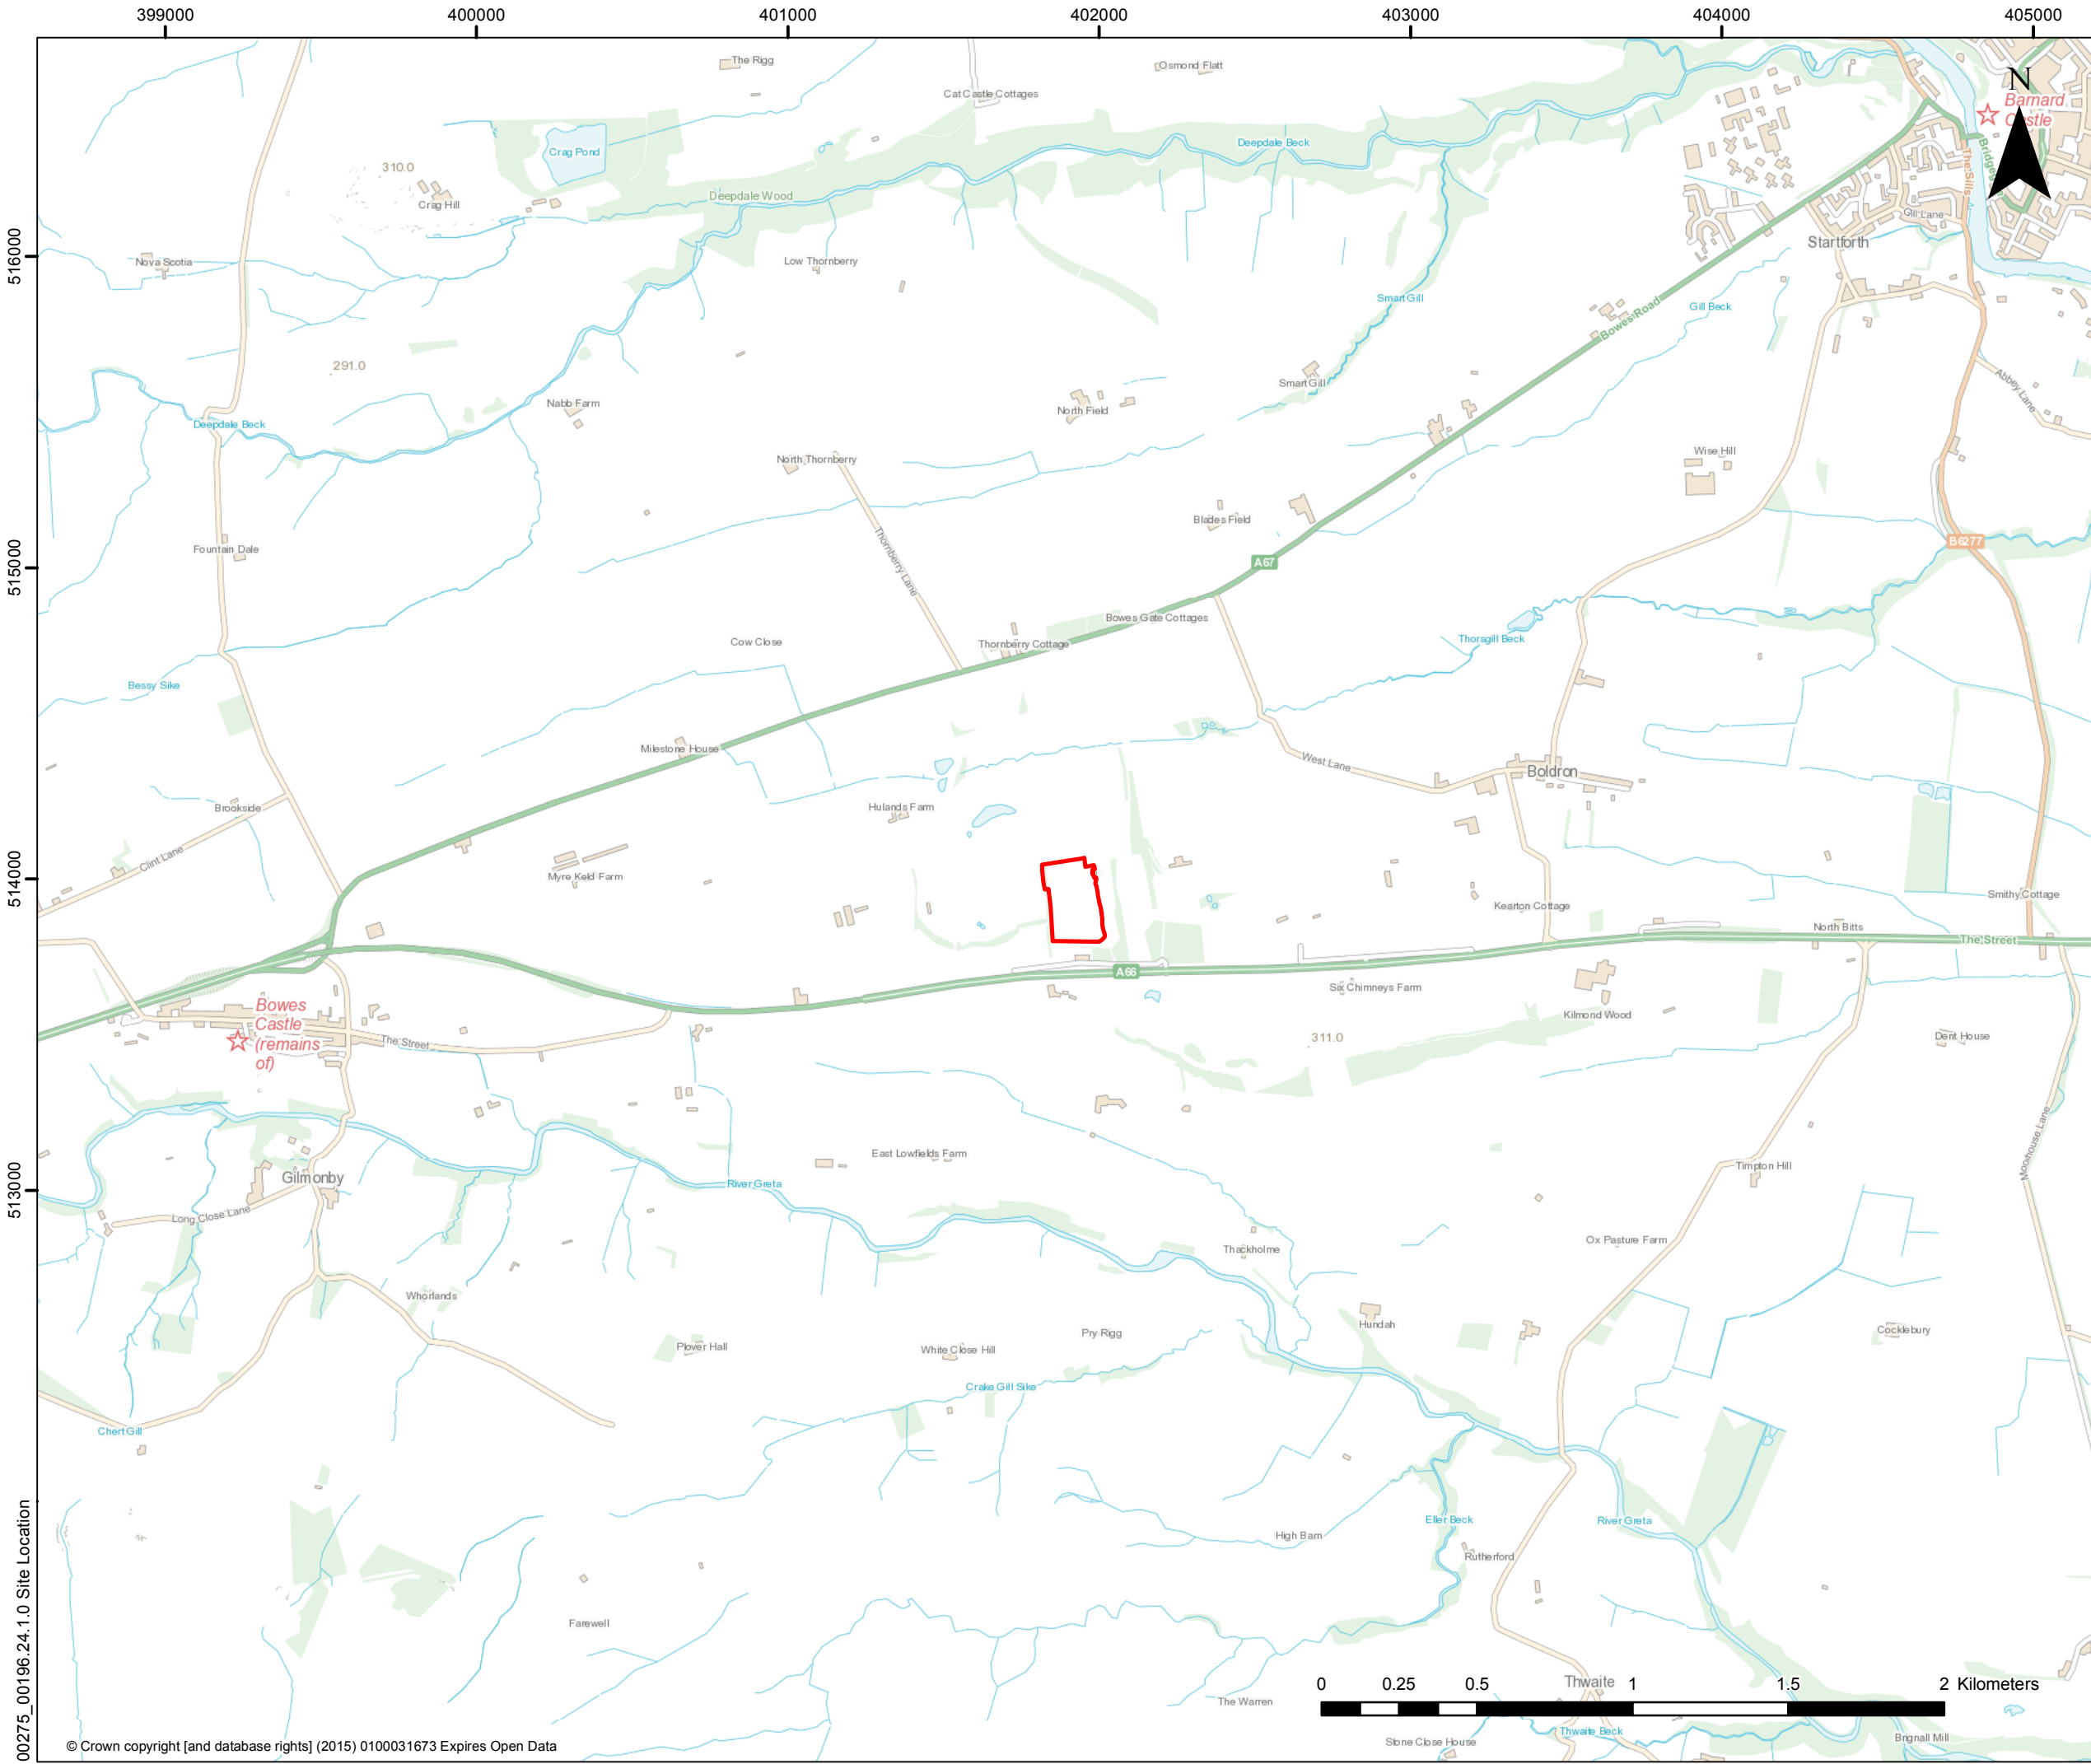 399000 400000 401000 402000 403000 404000 405000
516000
515000
514000
513000
00275_00196.24.1.0 Site Location
N
The Rigg
Osmond Flatt
Cat Castle Cottages
Barnard
Castle
Deepdale Beck
Crag Pond
310.0
Crag Hill
Deepdale Wood
The Sills
Gill Lane
Startforth
Nova Scotia
Low Thornberry
Smart Gill
Bowes Road
Gill Beck
291.0
Smart Gill
Abbey Lane
Nabb Farm
North Field
Deepdale Beck
North Thornberry
Wise Hill
Blades Field
B6277
Fountain Dale
Thornberry Lane
A67
Bowes Gate Cottages
Cow Close
Thornberry Cottage
Thorsgill Beck
Bessy Sike
Milestone House
West Lane
Boldron
Brookside
Hulands Farm
Clint Lane
Myre Keld Farm
Smithy Cottage
Kearton Cottage
North Bitts
The Street
A66
Six Chimneys Farm
Bowes
Castle
(remains
of)
Kilmond Wood
The Street
311.0
Dent House
Moorhouse Lane
East Lowfields Farm
Timpton Hill
Gilmonby
River Greta
Long Close Lane
Ox Pasture Farm
Thackholme
Whorlands
Hundah
Cocklebury
Pry Rigg
Plover Hall
White Close Hill
Crake Gill Sike
Chert Gill
High Barn
Eller Beck
River Greta
Rutherford
Farewell
Thwaite
The Warren
0 0.25 0.5 1 1.5 2 Kilometers
Thwaite Beck
Stone Close House
Brignall Mill
© Crown copyright [and database rights] (2015) 0100031673 Expires Open Data